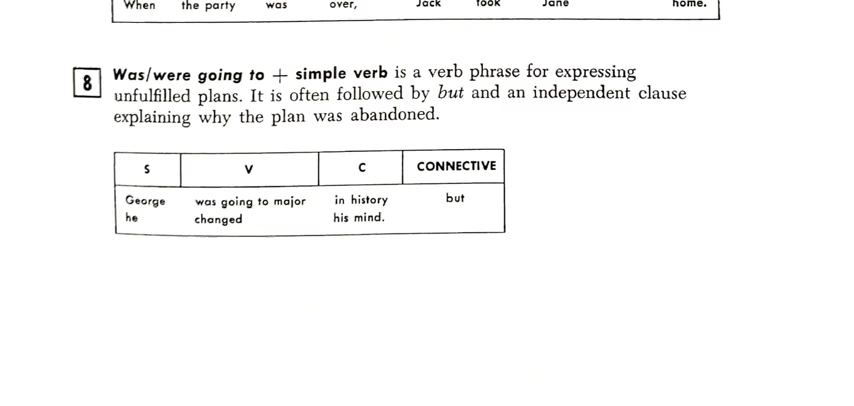 When the party was over, Jack took Jane home.
8 Was/were going to + simple verb is a verb phrase for expressing
unfulfilled plans. It is often followed by but and an independent clause
explaining why the plan was abandoned.
S V C CONNECTIVE
George was going to major in history but
he changed his mind.